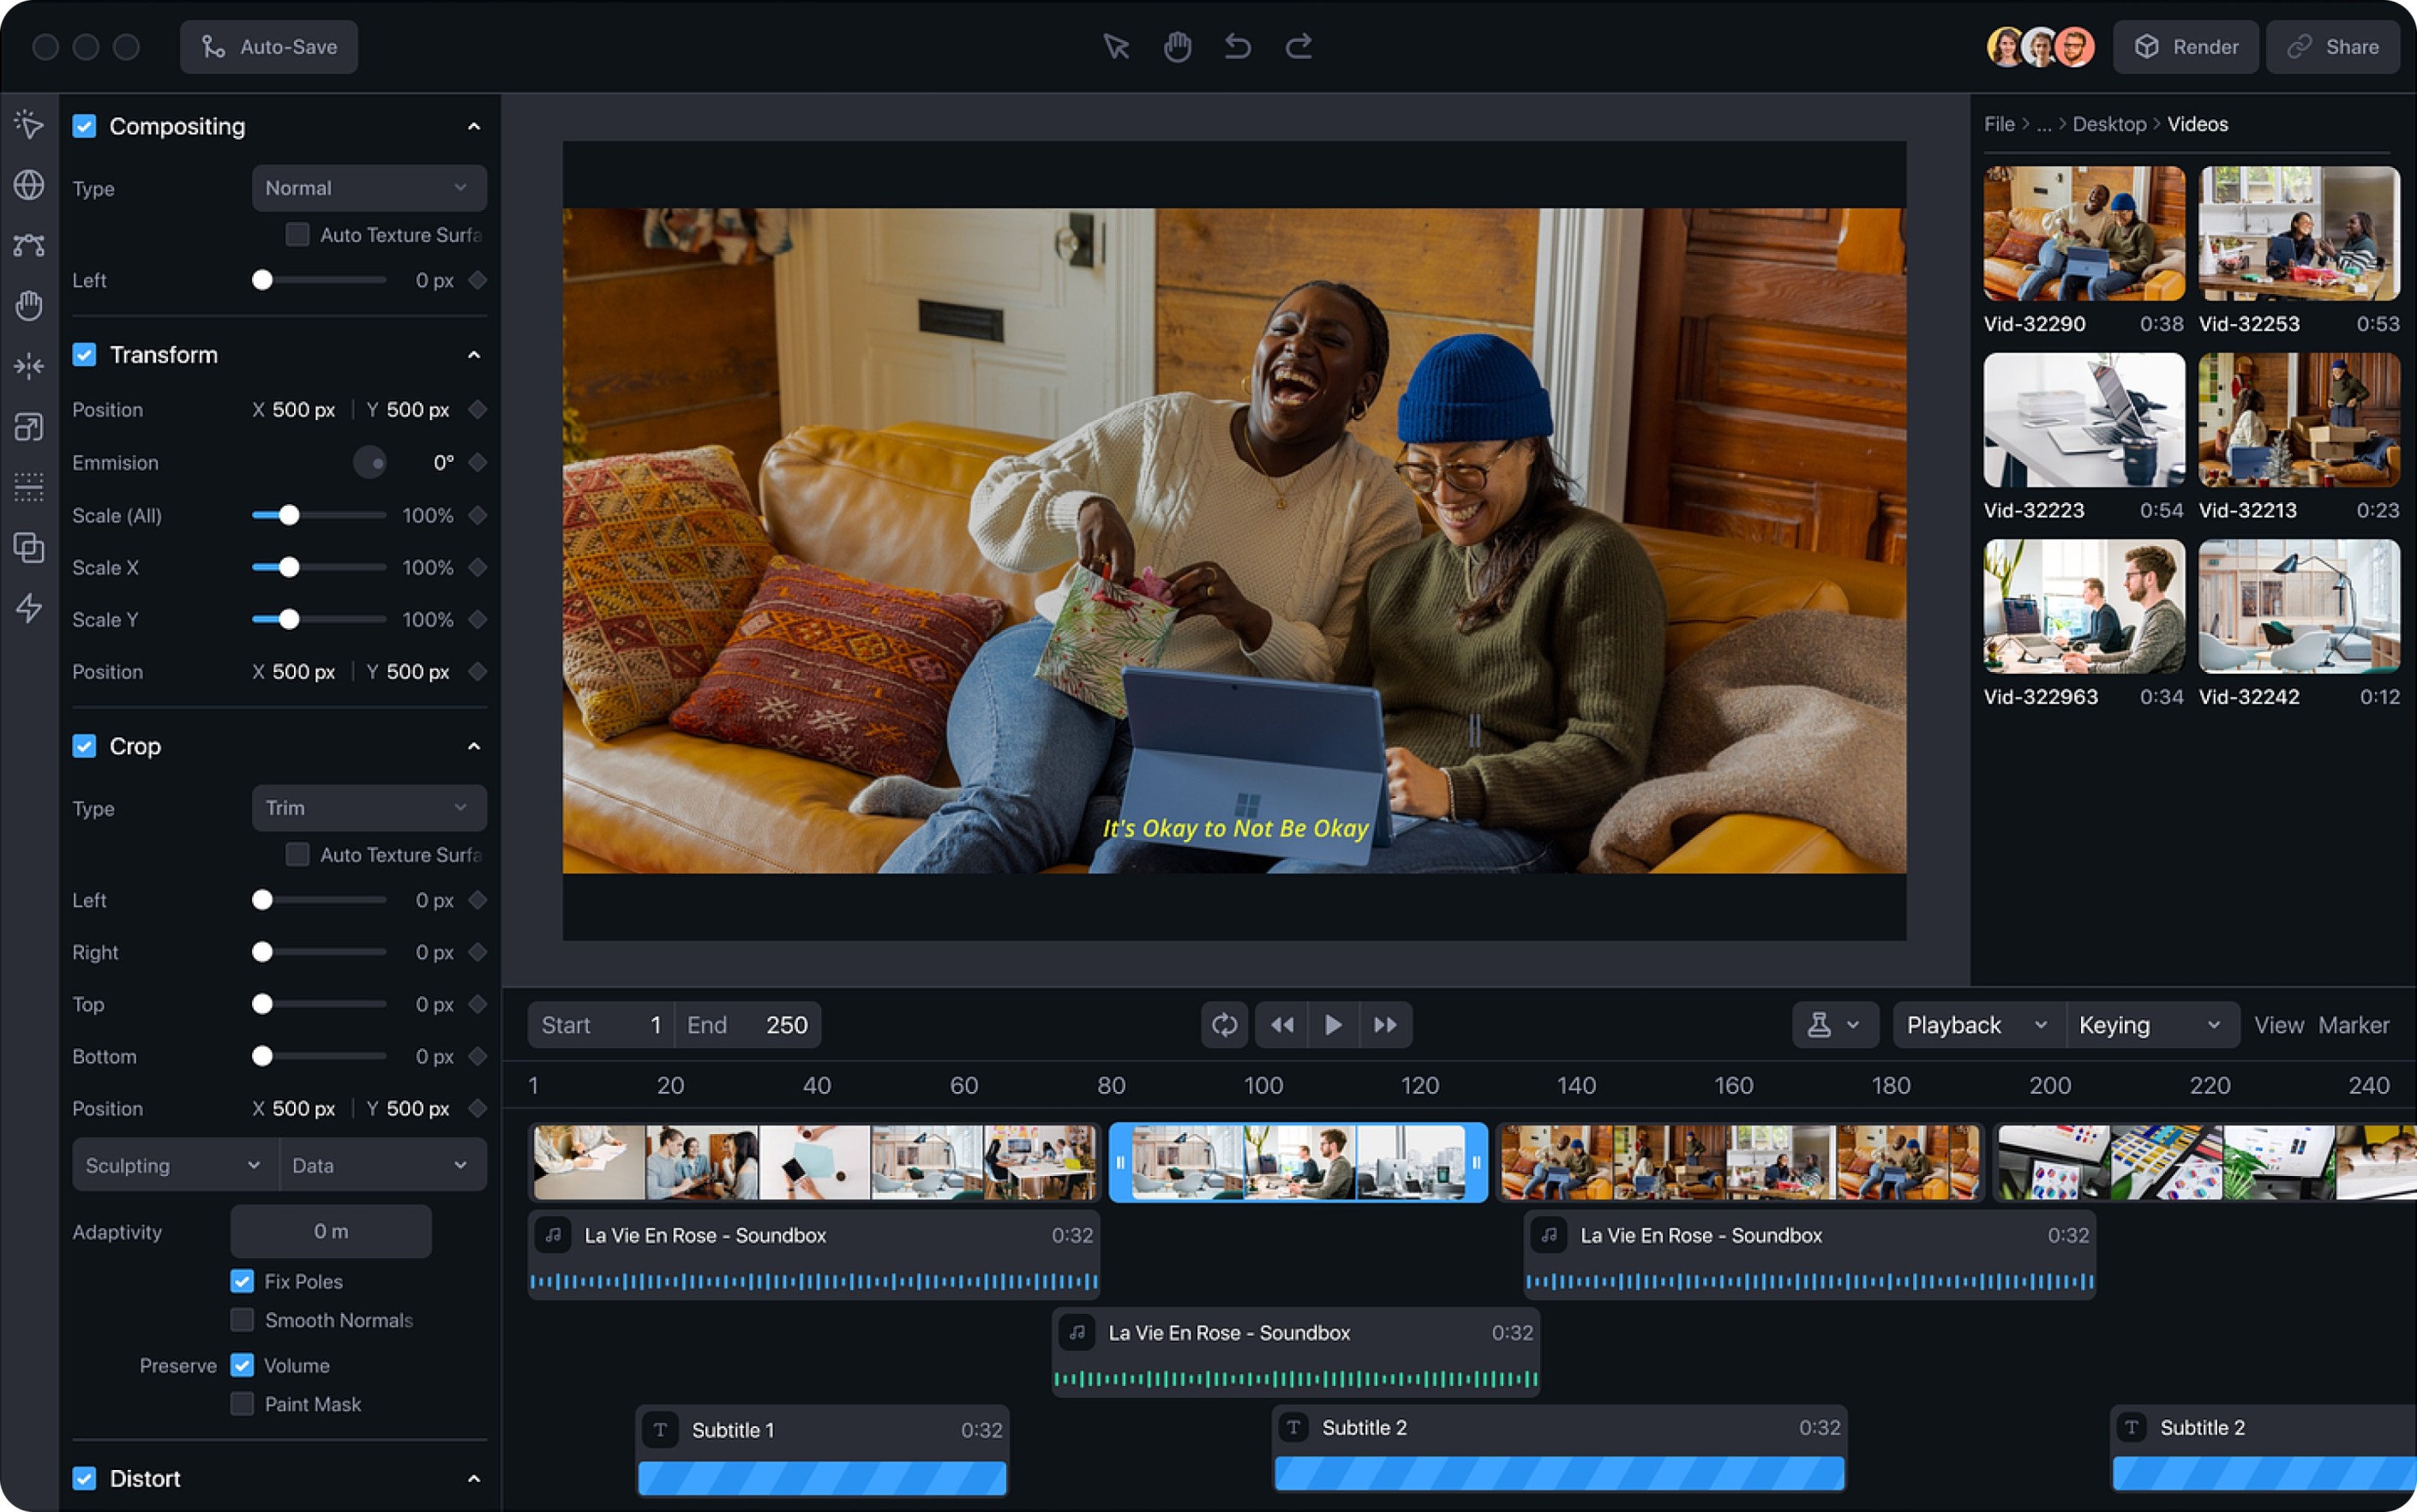 Auto-Save
Render
Share
Compositing
Type
Normal
Auto Texture Surfa
Left
0 px
Transform
Position
X 500 px
Y 500 px
Emmision
0°
Scale (All)
100%
Scale X
100%
Scale Y
100%
Position
X 500 px
Y 500 px
Crop
Type
Trim
Auto Texture Surfa
Left
0 px
Right
0 px
Top
0 px
Bottom
0 px
Position
X 500 px
Y 500 px
Sculpting
Data
Adaptivity
0 m
Fix Poles
Smooth Normals
Preserve
Volume
Paint Mask
Distort
It's Okay to Not Be Okay
File > ... > Desktop > Videos
Vid-32290 0:38
Vid-32253 0:53
Vid-32223 0:54
Vid-32213 0:23
Vid-322963 0:34
Vid-32242 0:12
Start 1
End 250
Playback
Keying
View
Marker
1 20 40 60 80 100 120 140 160 180 200 220 240
La Vie En Rose - Soundbox 0:32
La Vie En Rose - Soundbox 0:32
La Vie En Rose - Soundbox 0:32
T Subtitle 1 0:32
T Subtitle 2 0:32
T Subtitle 2